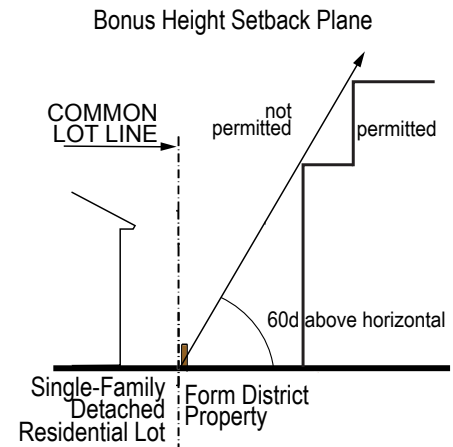 Bonus Height Setback Plane
COMMON
LOT LINE
not
permitted
permitted
60d above horizontal
Single-Family
Detached
Residential Lot
Form District
Property